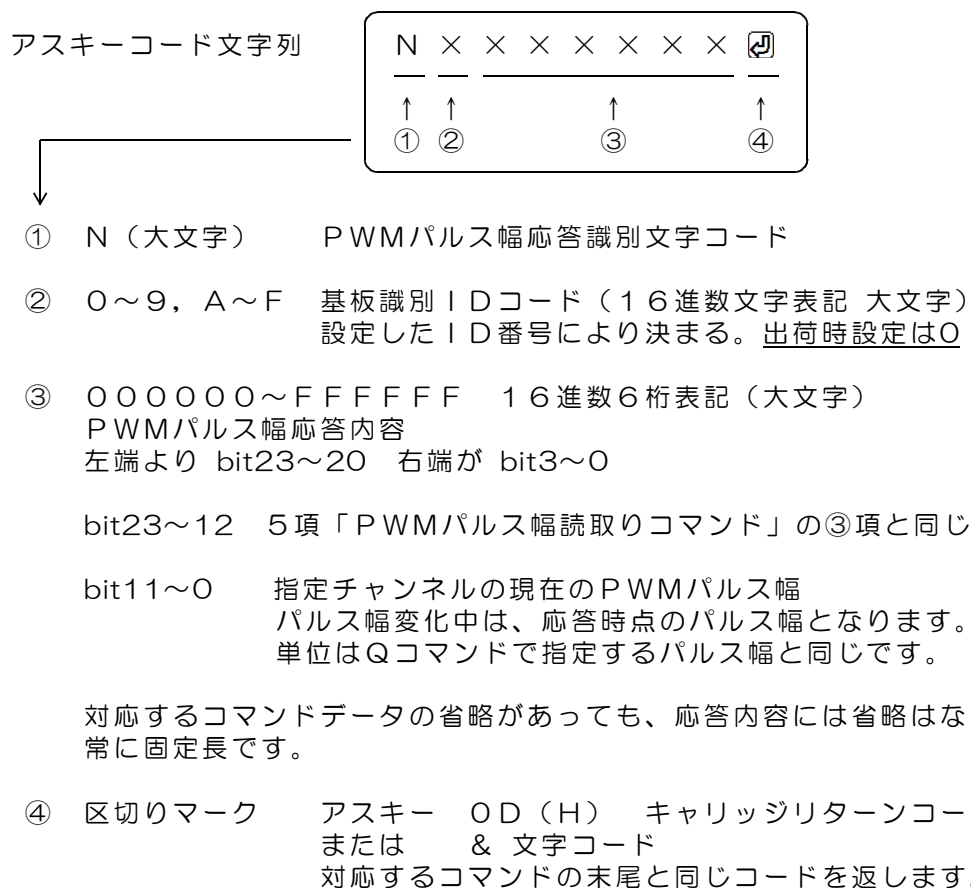 アスキーコード文字列　　N × × × × × × × ⏎
↑ ↑ ↑ ↑
① ② ③ ④
① N（大文字）　　PWMパルス幅応答識別文字コード
② 0～9，A～F　基板識別IDコード（16進数文字表記 大文字）
設定したID番号により決まる。出荷時設定は0
③ 000000～FFFFFF　16進数6桁表記（大文字）
PWMパルス幅応答内容
左端より bit23～20　右端が bit3～0
bit23～12　5項「PWMパルス幅読取りコマンド」の③項と同じ
bit11～0　指定チャンネルの現在のPWMパルス幅
パルス幅変化中は、応答時点のパルス幅となります。
単位はQコマンドで指定するパルス幅と同じです。
対応するコマンドデータの省略があっても、応答内容には省略はな
常に固定長です。
④ 区切りマーク　　アスキー　0D（H）　キャリッジリターンコー
または　　& 文字コード
対応するコマンドの末尾と同じコードを返します。